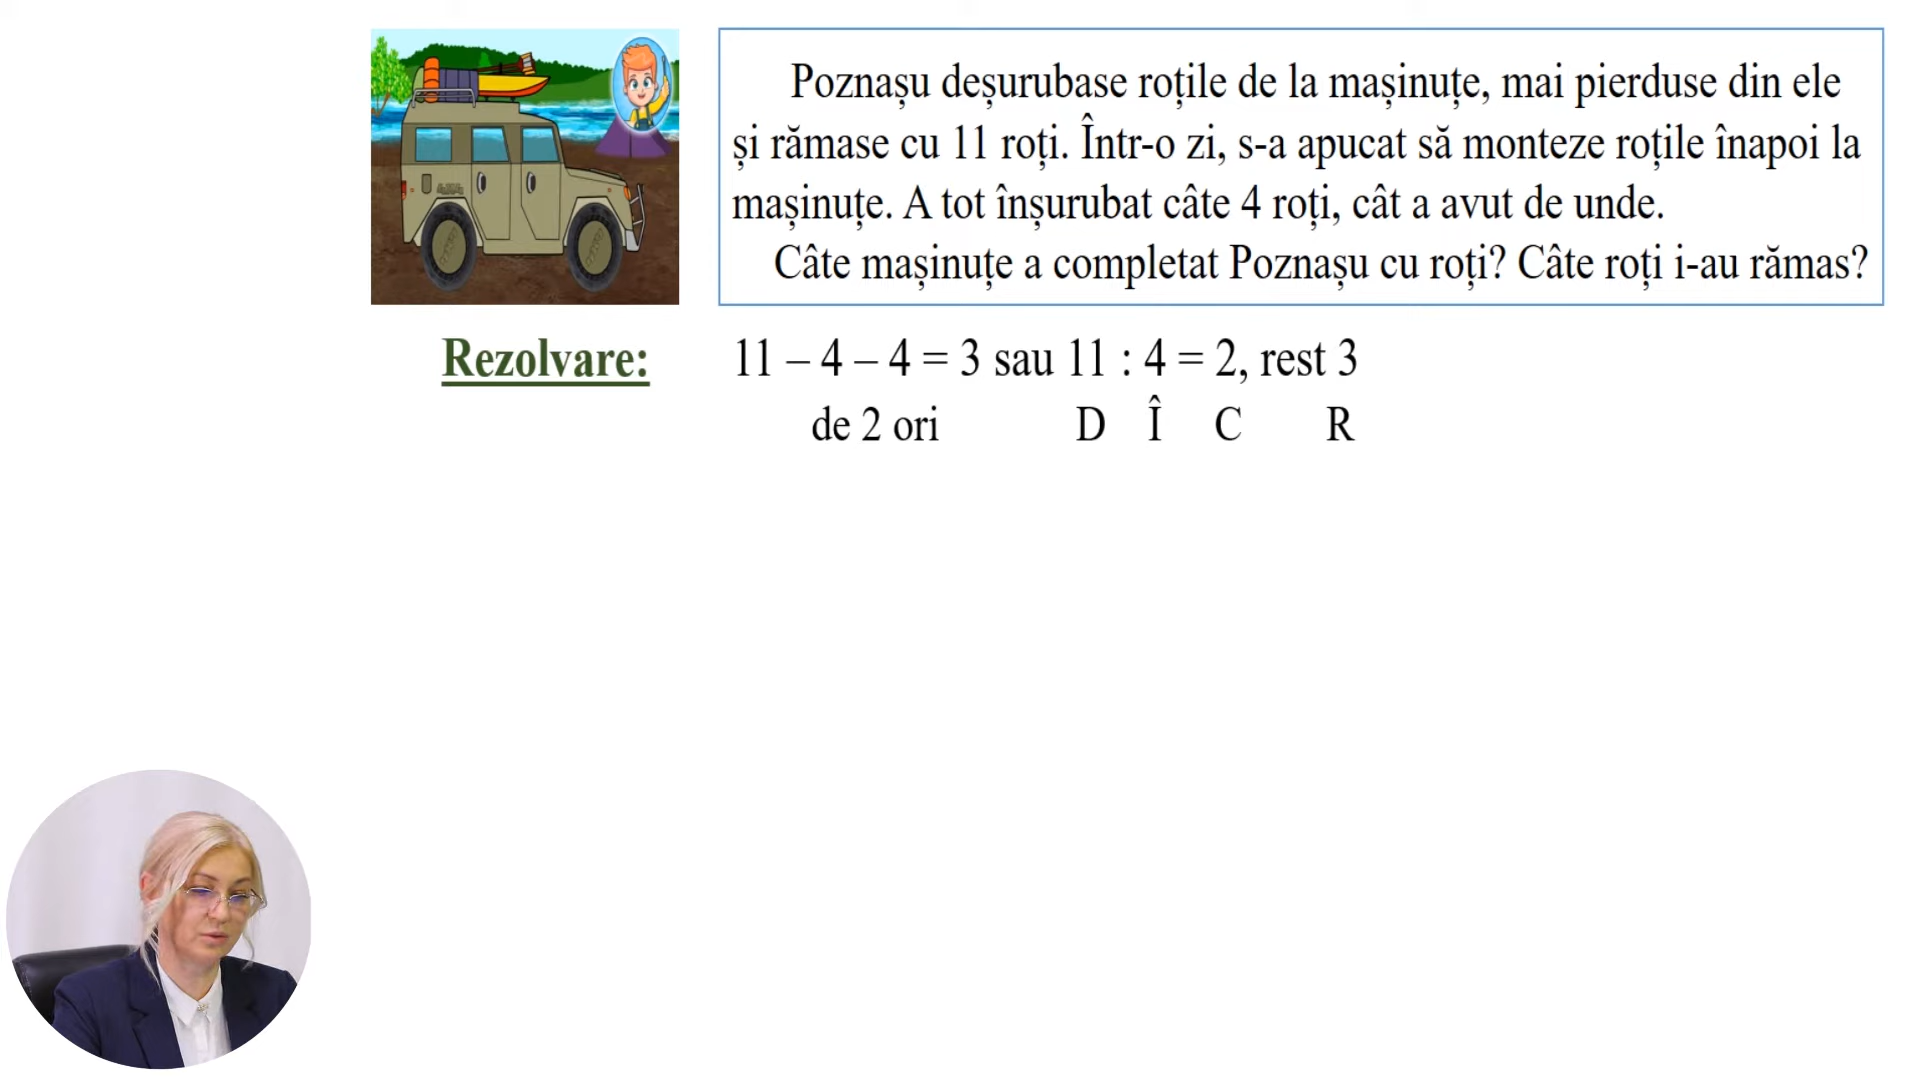 Poznașu deșurubase roțile de la mașinuțe, mai pierduse din ele
și rămase cu 11 roți. Într-o zi, s-a apucat să monteze roțile înapoi la
mașinuțe. A tot înșurubat câte 4 roți, cât a avut de unde.
Câte mașinuțe a completat Poznașu cu roți? Câte roți i-au rămas?
Rezolvare: 11 – 4 – 4 = 3 sau 11 : 4 = 2, rest 3
de 2 ori D Î C R